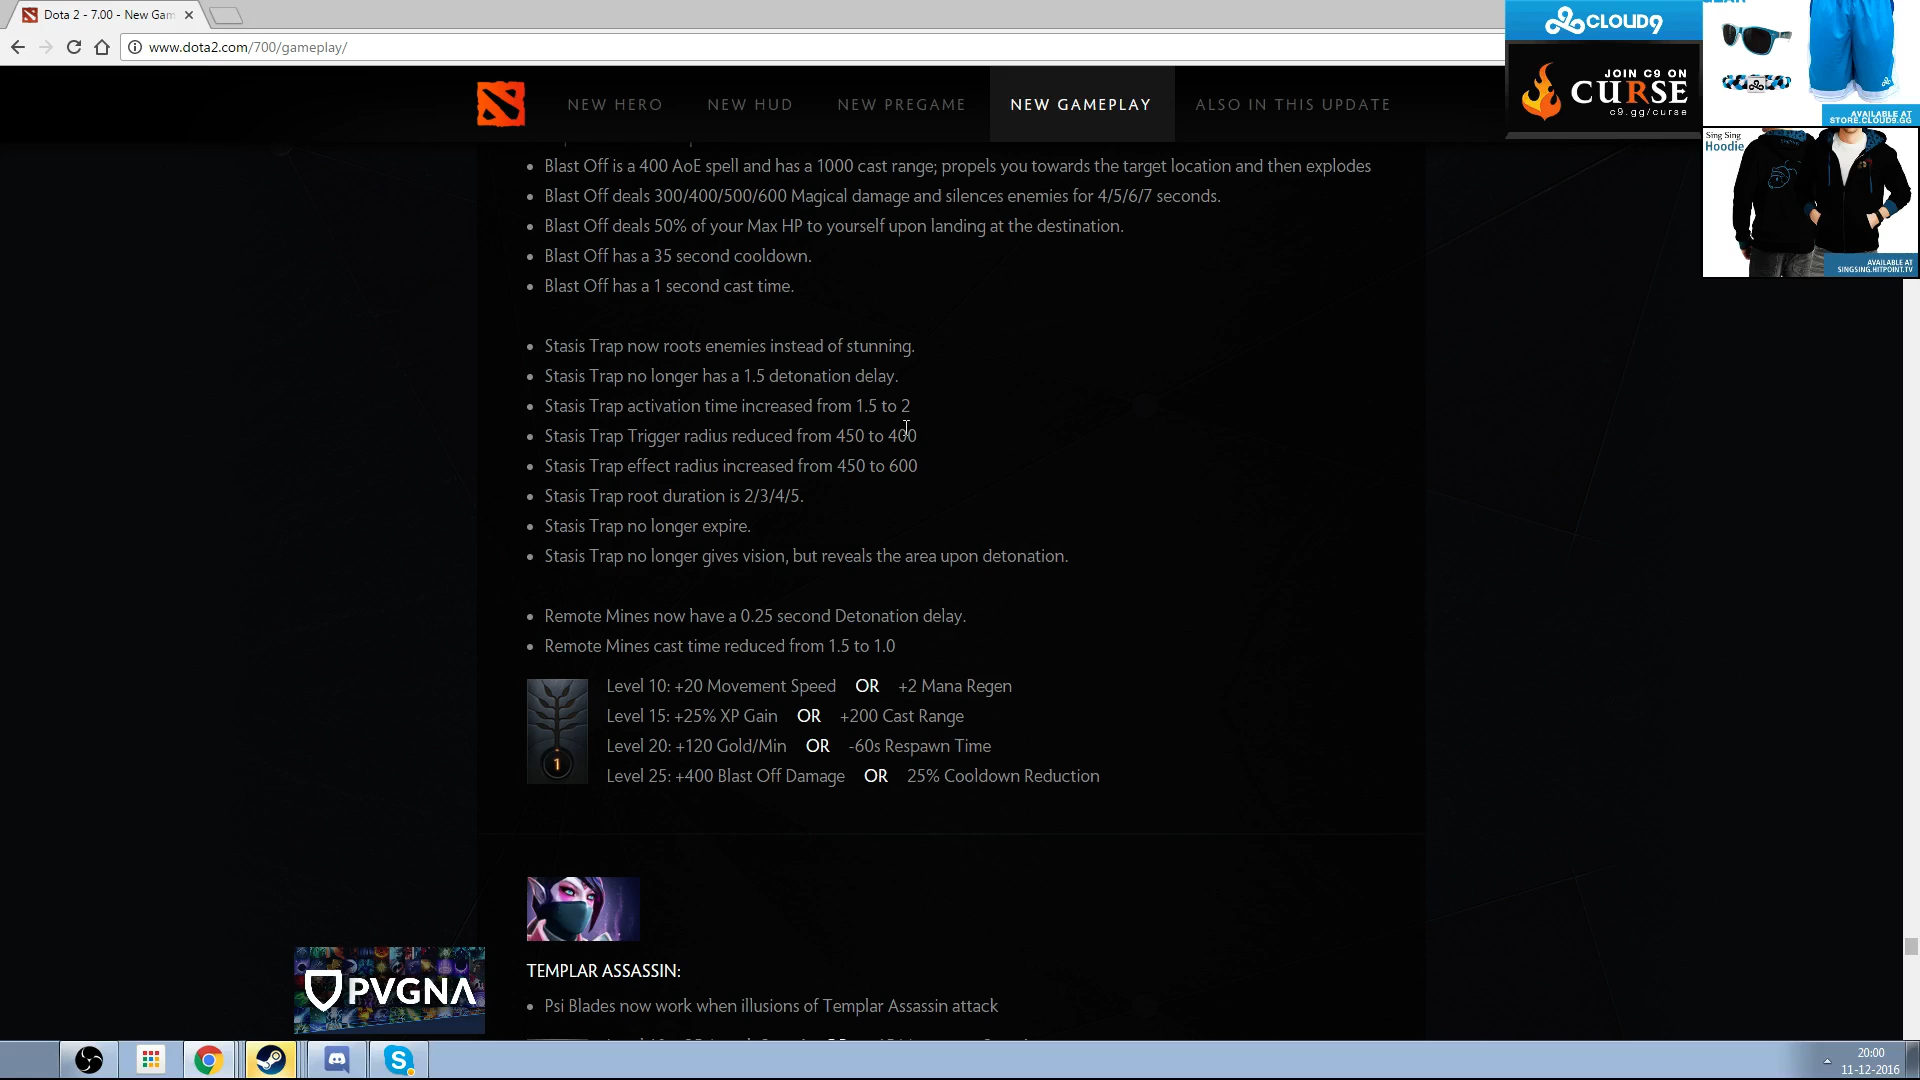 Dota 2 - 7.00 - New Gam
www.dota2.com/700/gameplay/
NEW HERO
NEW HUD
NEW PREGAME
NEW GAMEPLAY
ALSO IN THIS UPDATE
CLOUD9
JOIN C9 ON
CURSE
c9.gg/curse
GEAR
AVAILABLE AT
STORE.CLOUD9.GG
Sing Sing
Hoodie
AVAILABLE AT
SINGSING.HITPOINT.TV
Blast Off is a 400 AoE spell and has a 1000 cast range; propels you towards the target location and then explodes
Blast Off deals 300/400/500/600 Magical damage and silences enemies for 4/5/6/7 seconds.
Blast Off deals 50% of your Max HP to yourself upon landing at the destination.
Blast Off has a 35 second cooldown.
Blast Off has a 1 second cast time.
Stasis Trap now roots enemies instead of stunning.
Stasis Trap no longer has a 1.5 detonation delay.
Stasis Trap activation time increased from 1.5 to 2
Stasis Trap Trigger radius reduced from 450 to 400
Stasis Trap effect radius increased from 450 to 600
Stasis Trap root duration is 2/3/4/5.
Stasis Trap no longer expire.
Stasis Trap no longer gives vision, but reveals the area upon detonation.
Remote Mines now have a 0.25 second Detonation delay.
Remote Mines cast time reduced from 1.5 to 1.0
Level 10: +20 Movement Speed OR +2 Mana Regen
Level 15: +25% XP Gain OR +200 Cast Range
Level 20: +120 Gold/Min OR -60s Respawn Time
Level 25: +400 Blast Off Damage OR 25% Cooldown Reduction
1
TEMPLAR ASSASSIN:
Psi Blades now work when illusions of Templar Assassin attack
PVGNA
20:00
11-12-2016